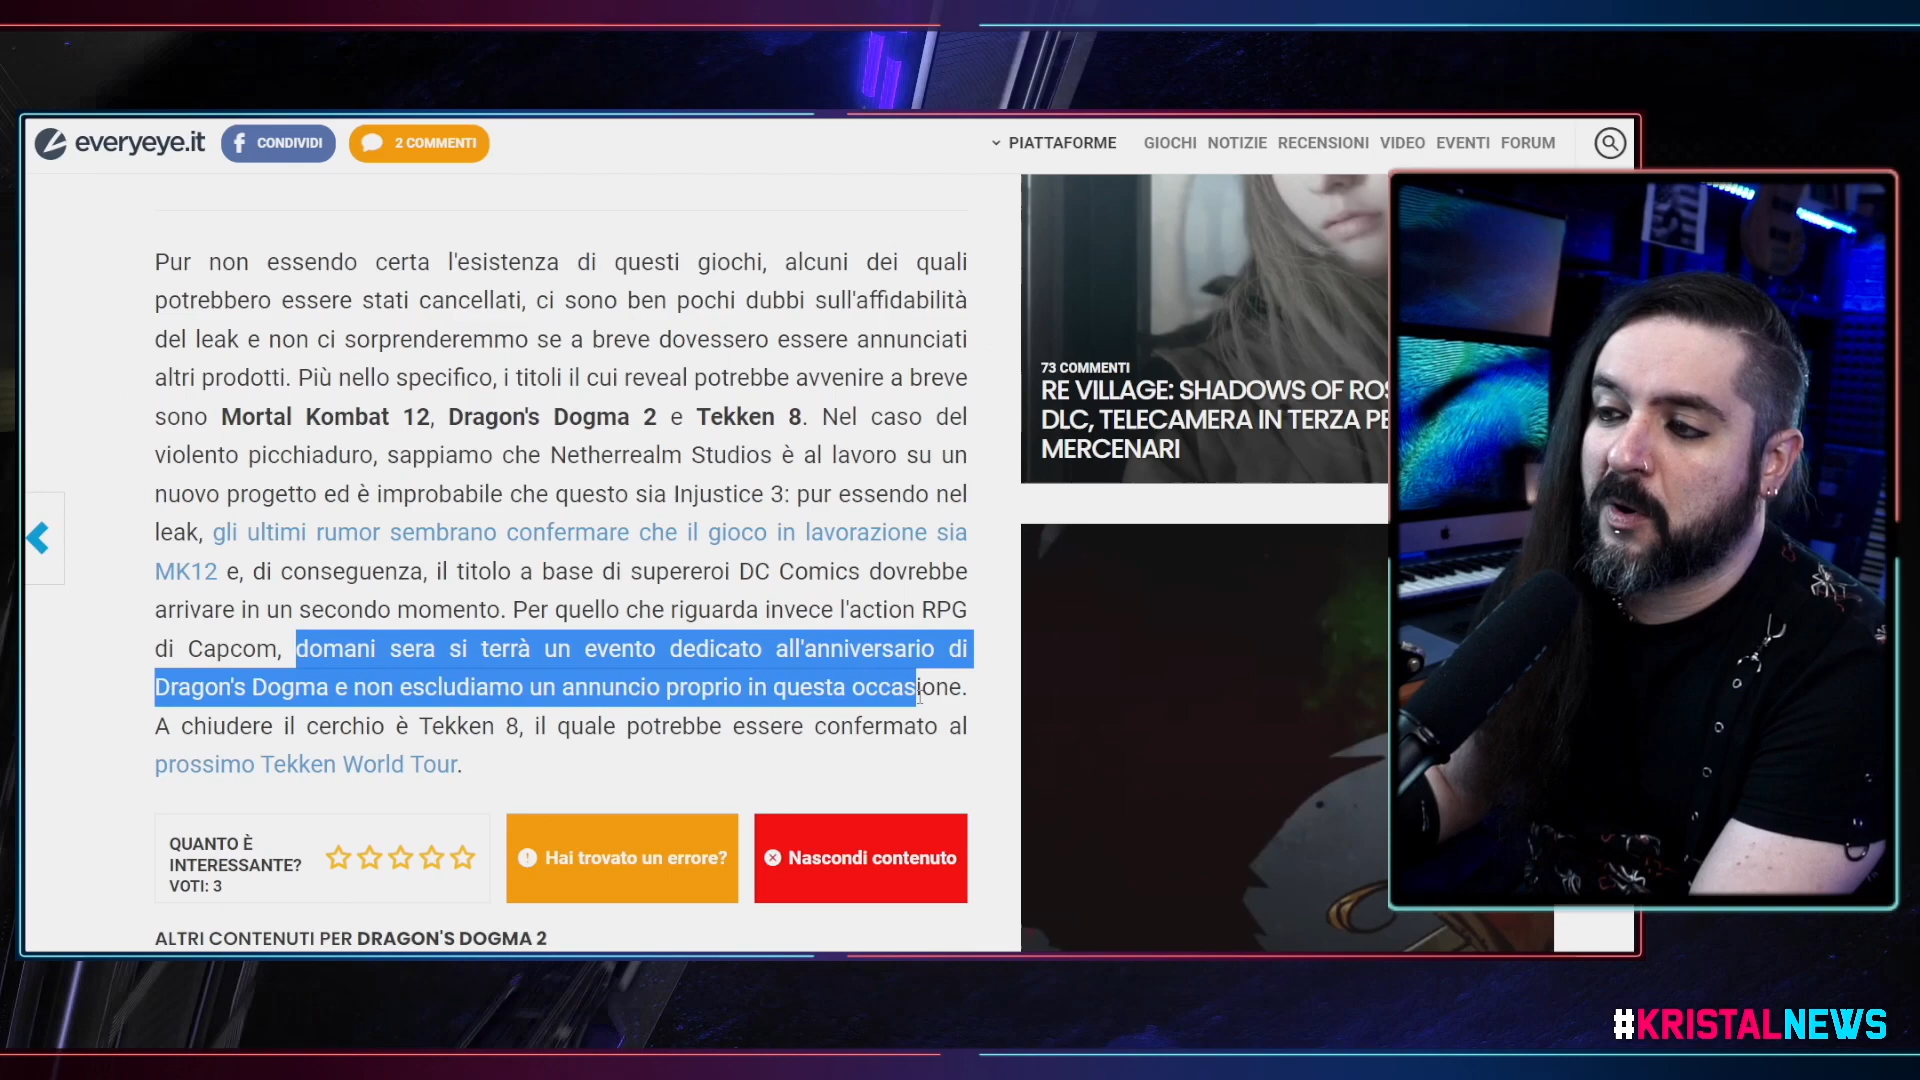 everyeye.it
CONDIVIDI
2 COMMENTI
PIATTAFORME
GIOCHI NOTIZIE RECENSIONI VIDEO EVENTI FORUM
Pur non essendo certa l'esistenza di questi giochi, alcuni dei quali
potrebbero essere stati cancellati, ci sono ben pochi dubbi sull'affidabilità
del leak e non ci sorprenderemmo se a breve dovessero essere annunciati
altri prodotti. Più nello specifico, i titoli il cui reveal potrebbe avvenire a breve
sono Mortal Kombat 12, Dragon's Dogma 2 e Tekken 8. Nel caso del
violento picchiaduro, sappiamo che Netherrealm Studios è al lavoro su un
nuovo progetto ed è improbabile che questo sia Injustice 3: pur essendo nel
leak, gli ultimi rumor sembrano confermare che il gioco in lavorazione sia
MK12 e, di conseguenza, il titolo a base di supereroi DC Comics dovrebbe
arrivare in un secondo momento. Per quello che riguarda invece l'action RPG
di Capcom, domani sera si terrà un evento dedicato all'anniversario di
Dragon's Dogma e non escludiamo un annuncio proprio in questa occasione.
A chiudere il cerchio è Tekken 8, il quale potrebbe essere confermato al
prossimo Tekken World Tour.
QUANTO È
INTERESSANTE?
VOTI: 3
Hai trovato un errore?
Nascondi contenuto
ALTRI CONTENUTI PER DRAGON'S DOGMA 2
73 COMMENTI
RE VILLAGE: SHADOWS OF ROS
DLC, TELECAMERA IN TERZA PE
MERCENARI
#KRISTALNEWS